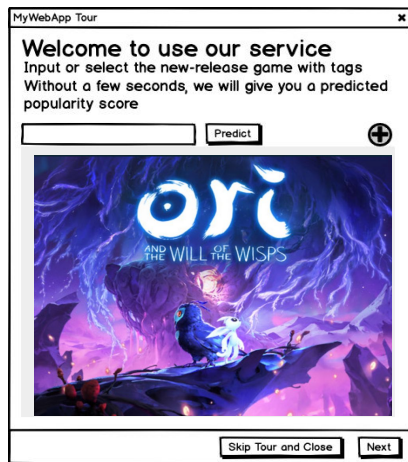 MyWebApp Tour
Welcome to use our service
Input or select the new-release game with tags
Without a few seconds, we will give you a predicted
popularity score
Predict
ori
AND THE WILL OF THE WISPS
Skip Tour and Close
Next